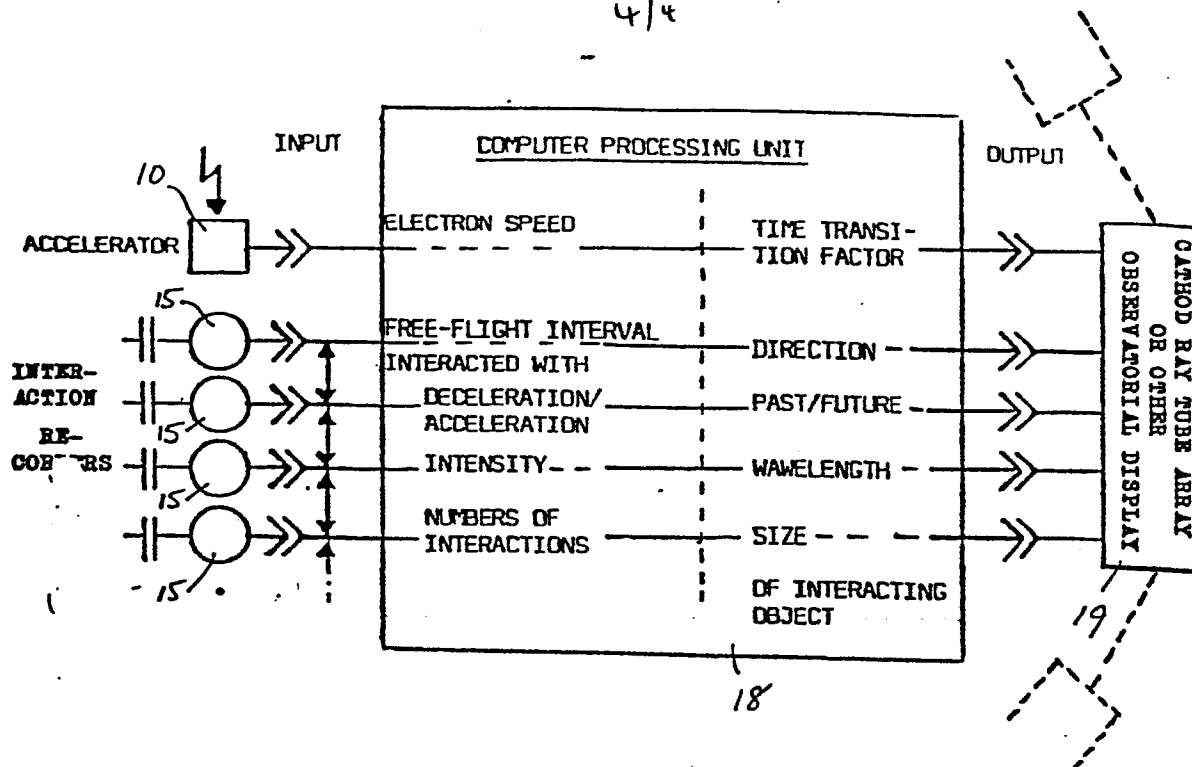 4/4
INPUT
COMPUTER PROCESSING UNIT
OUTPUT
10
ACCELERATOR
ELECTRON SPEED
TIME TRANSI-
TION FACTOR
15
FREE-FLIGHT INTERVAL
INTERACTED WITH
DIRECTION
INTER-
ACTION
RE-
15
DECELERATION/
ACCELERATION
PAST/FUTURE
15
INTENSITY
WAWELENGTH
15
NUMBERS OF
INTERACTIONS
SIZE
OF INTERACTING
OBJECT
18
CATHOD RAY TUBE ARRAY
OR OTHER
OBSERVATORIAL DISPLAY
19